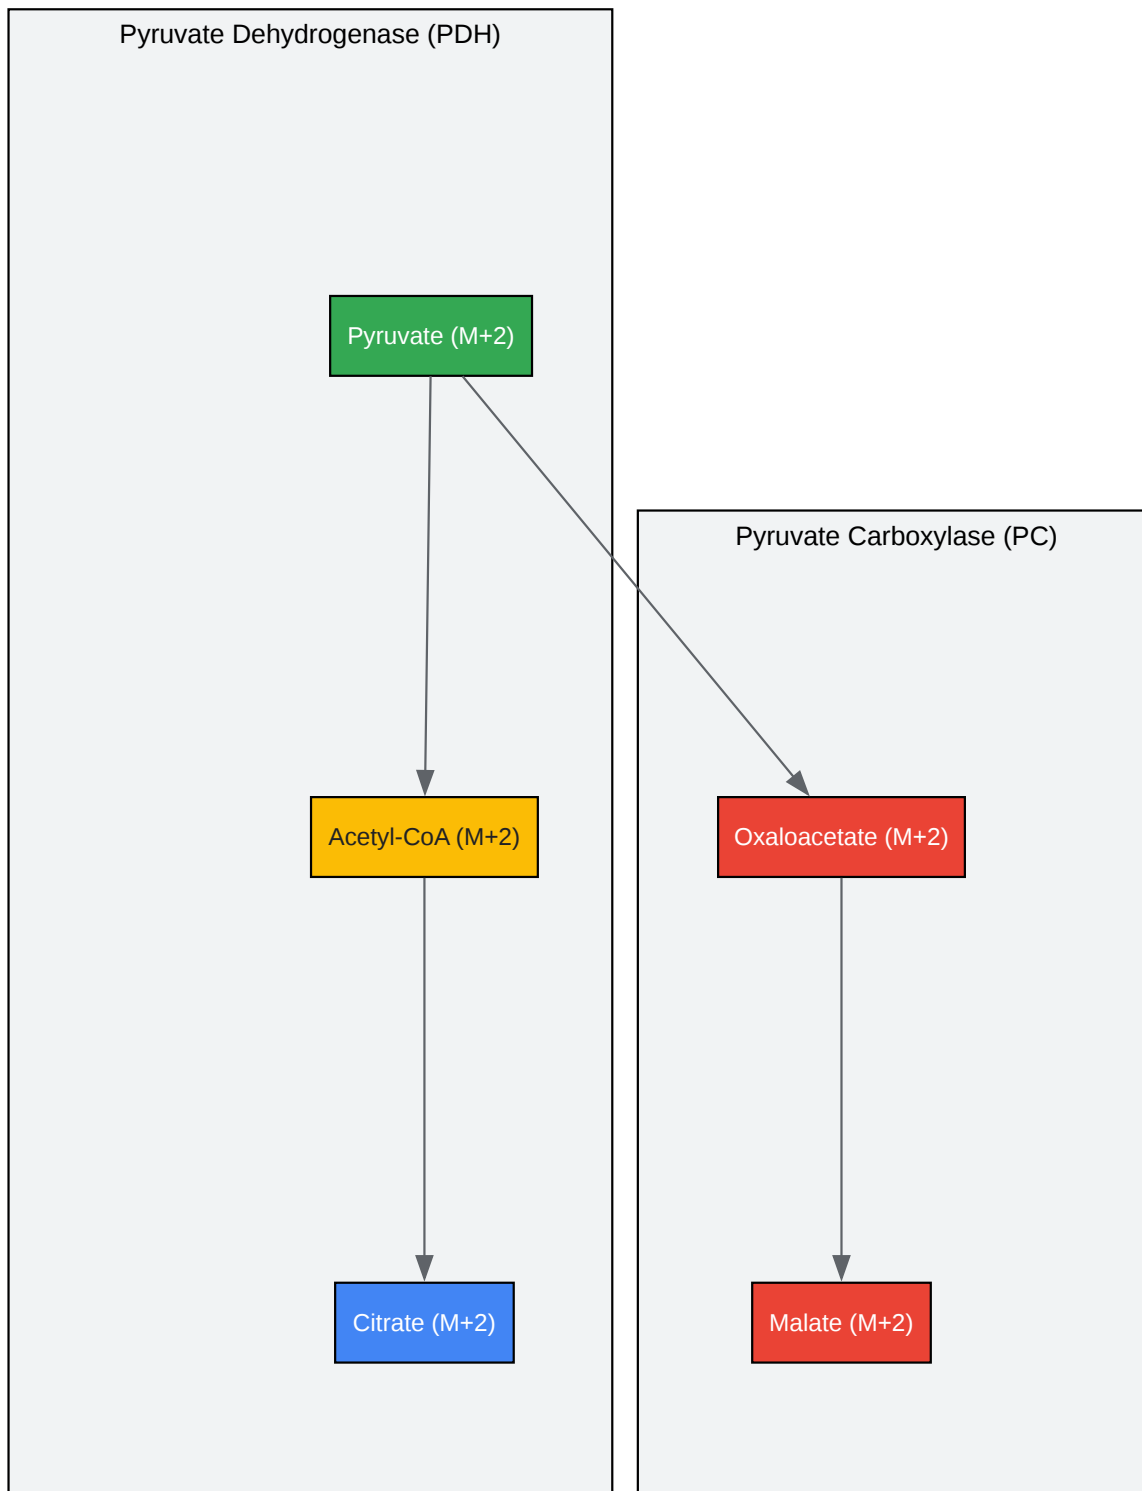 Pyruvate Dehydrogenase (PDH)
Pyruvate (M+2)
Pyruvate Carboxylase (PC)
Acetyl-CoA (M+2)
Oxaloacetate (M+2)
Citrate (M+2)
Malate (M+2)